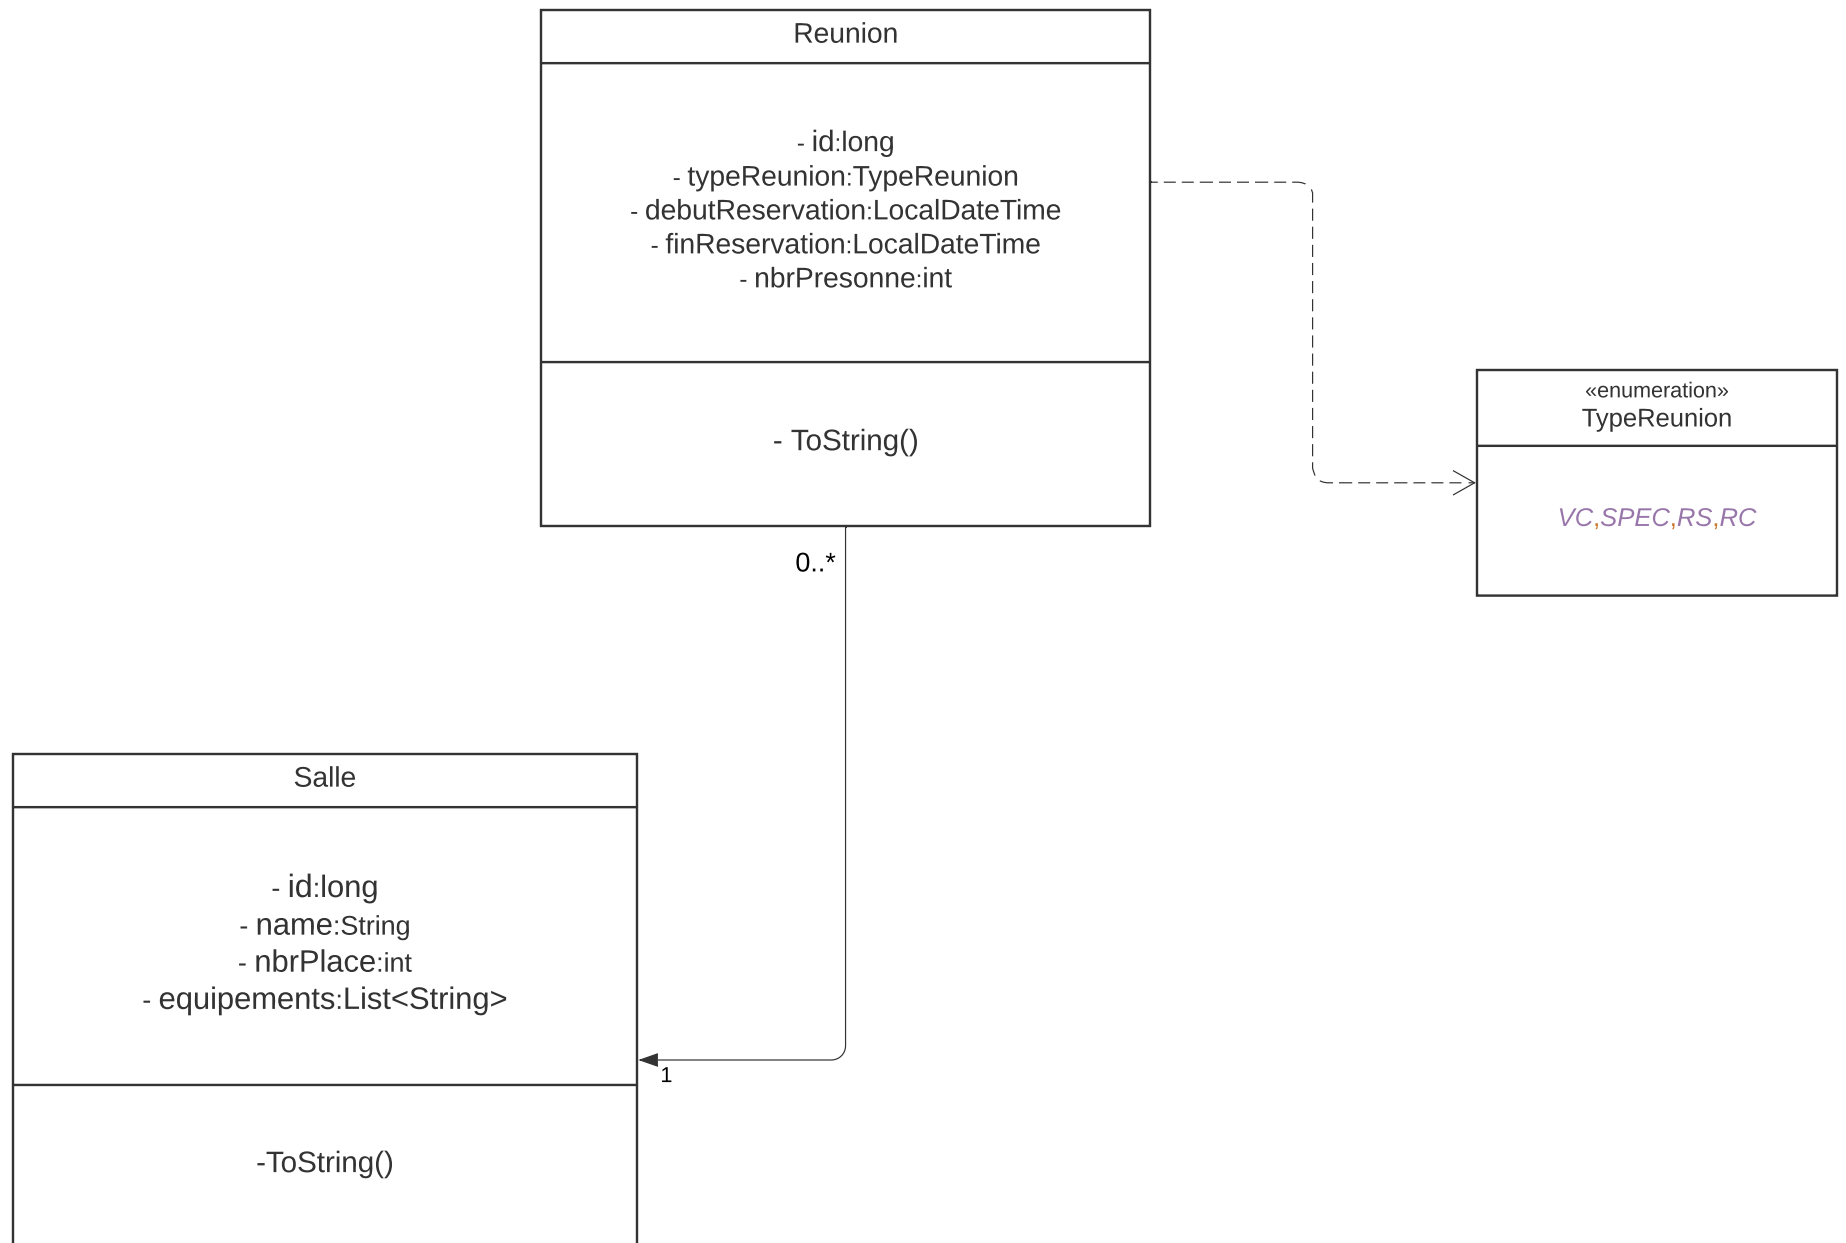 Reunion
- id:long
- typeReunion:TypeReunion
- debutReservation:LocalDateTime
- finReservation:LocalDateTime
- nbrPresonne:int
- ToString()
«enumeration»
TypeReunion
VC,SPEC,RS,RC
0..*
Salle
- id:long
- name:String
- nbrPlace:int
- equipements:List<String>
1
-ToString()